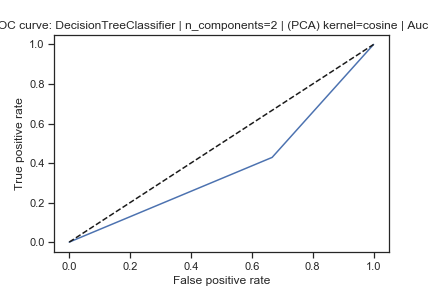 OC curve: DecisionTreeClassifier | n_components=2 | (PCA) kernel=cosine | Auc
1.0
0.8
0.6
0.4
0.2
0.0
True positive rate
0.0 0.2 0.4 0.6 0.8 1.0
False positive rate